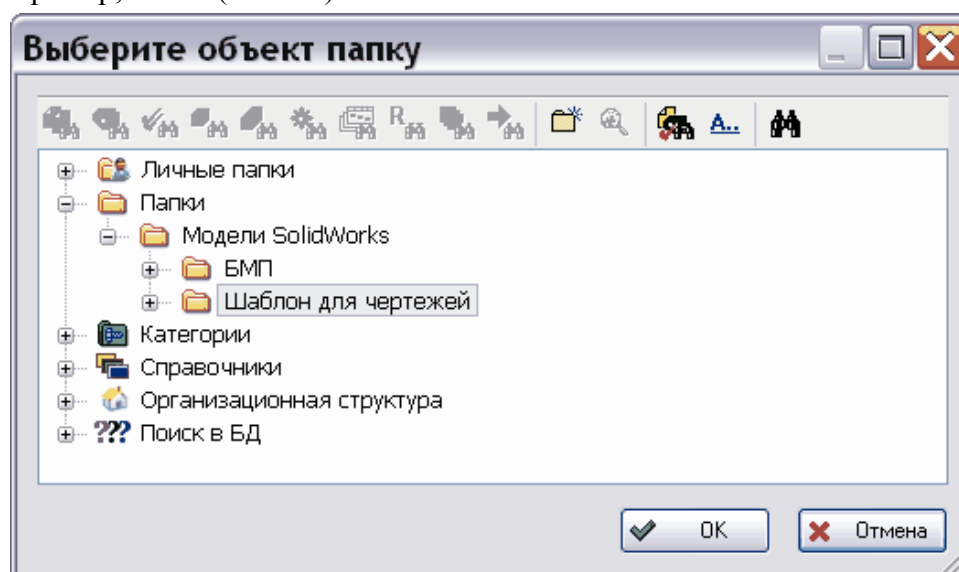 Выберите объект папку
R
A..
Личные папки
Папки
Модели SolidWorks
БМП
Шаблон для чертежей
Категории
Справочники
Организационная структура
??? Поиск в БД
OK
Отмена